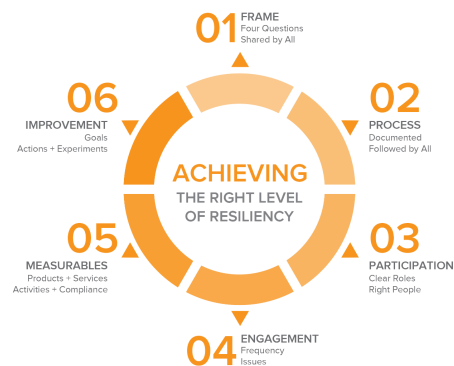 01 FRAME
Four Questions
Shared by All
02
PROCESS
Documented
Followed by All
03
PARTICIPATION
Clear Roles
Right People
04 ENGAGEMENT
Frequency
Issues
05
MEASURABLES
Products + Services
Activities + Compliance
06
IMPROVEMENT
Goals
Actions + Experiments
ACHIEVING
THE RIGHT LEVEL
OF RESILIENCY